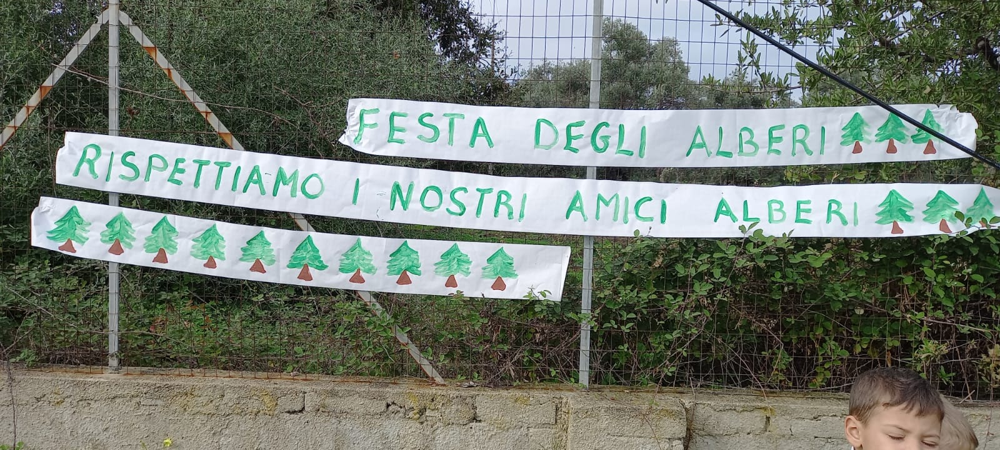 FESTA DEGLI ALBERI
RISPETTIAMO I NOSTRI AMICI ALBERI